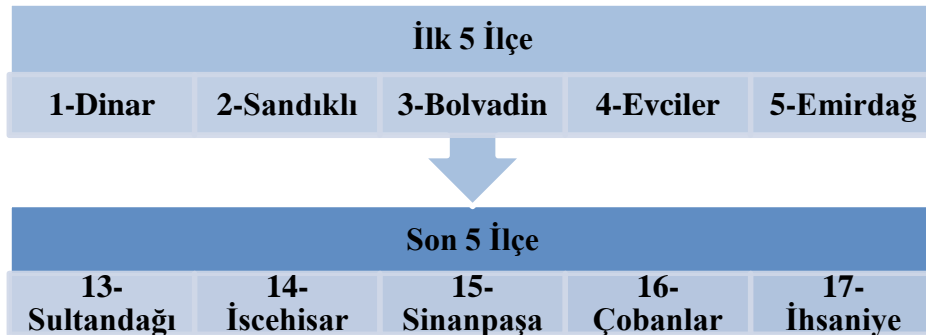 İlk 5 İlçe
1-Dinar 2-Sandıklı 3-Bolvadin 4-Evciler 5-Emirdağ
Son 5 İlçe
13- 14- 15- 16- 17-
Sultandağı İscehisar Sinanpaşa Çobanlar İhsaniye